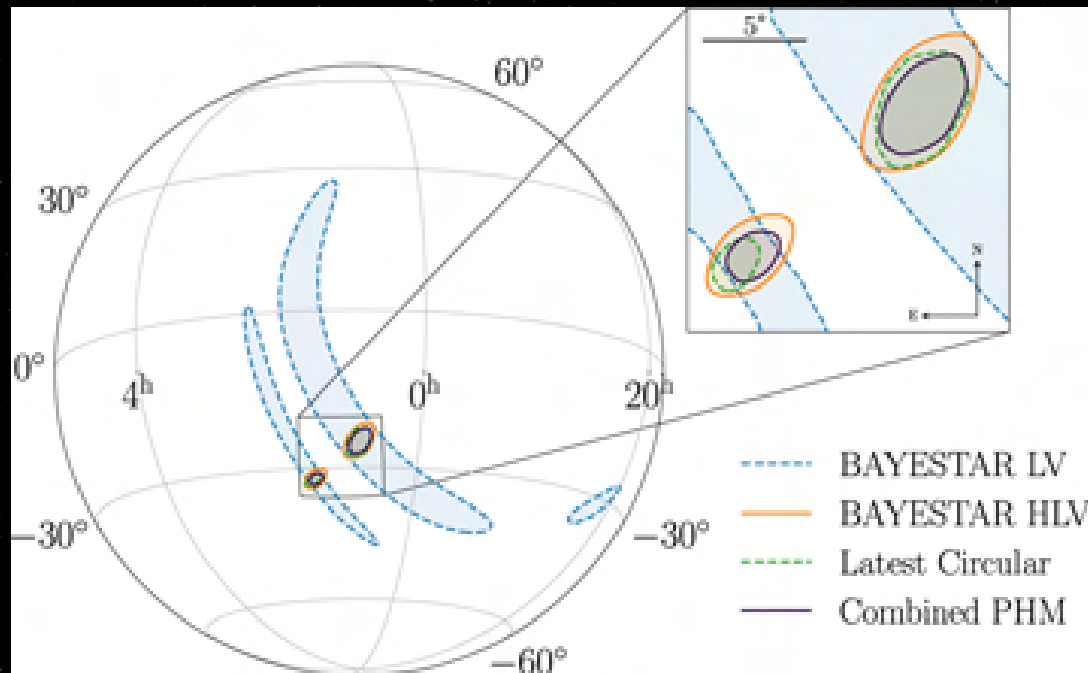 60°
5°
30°
N
E
0°
4h
0h
20h
−30°
−30°
−60°
BAYESTAR LV
BAYESTAR HLV
Latest Circular
Combined PHM